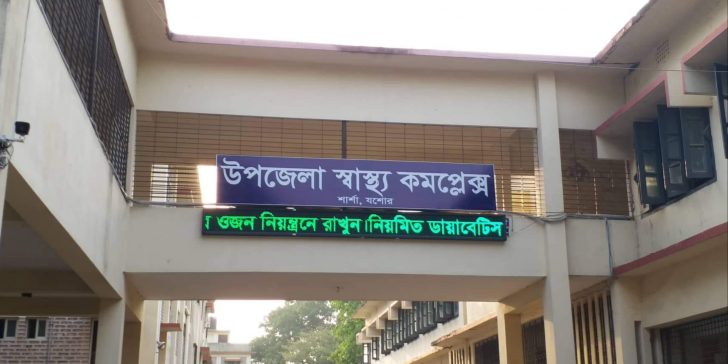 উপজেলা স্বাস্থ্য কমপ্লেক্স
শার্শা, যশোর
ওজন নিয়ন্ত্রনে রাখুন।নিয়মিত ডায়াবেটিস